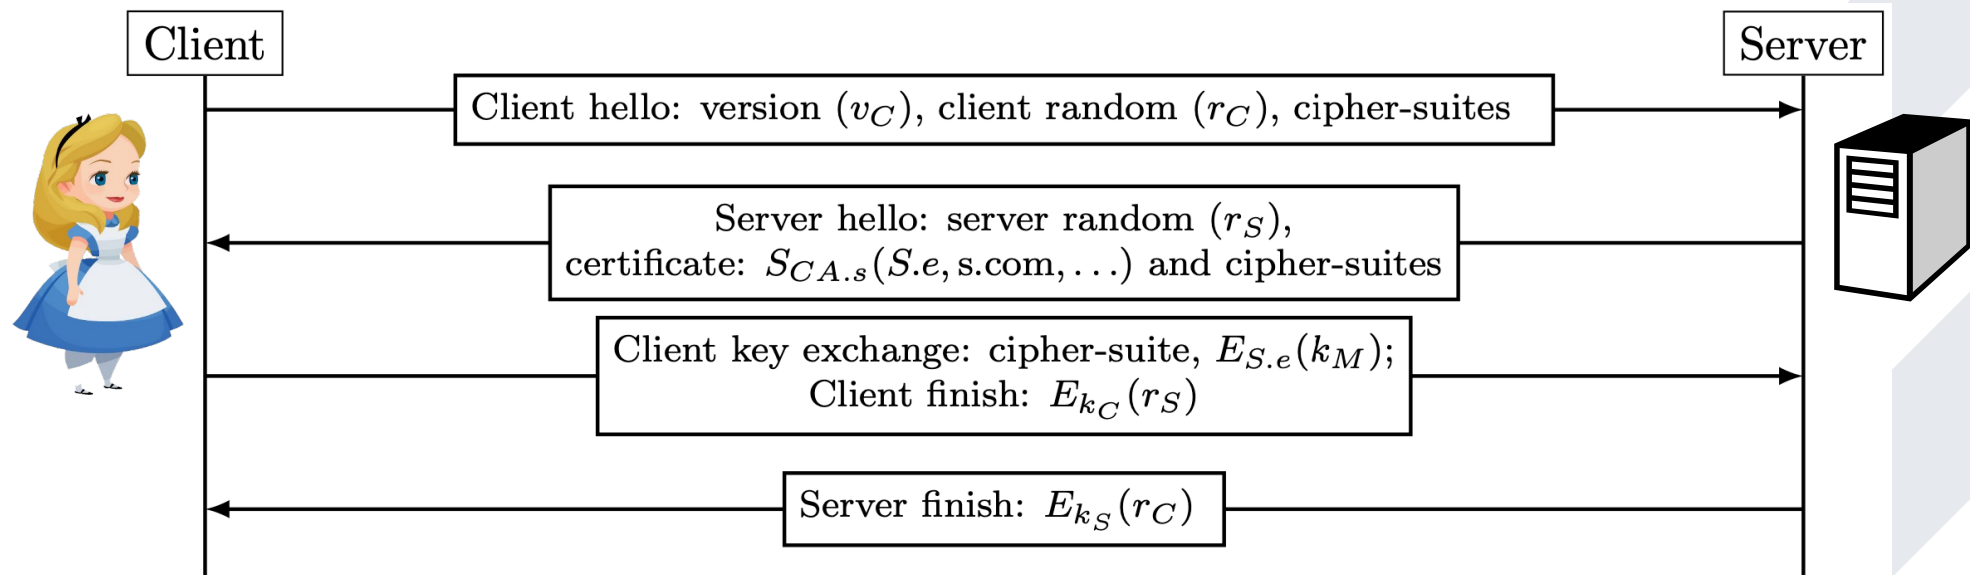 Client
Server
Client hello: version (v_C), client random (r_C), cipher-suites
Server hello: server random (r_S),
certificate: S_{CA.s}(S.e, s.com, . . .) and cipher-suites
Client key exchange: cipher-suite, E_{S.e}(k_M);
Client finish: E_{k_C}(r_S)
Server finish: E_{k_S}(r_C)